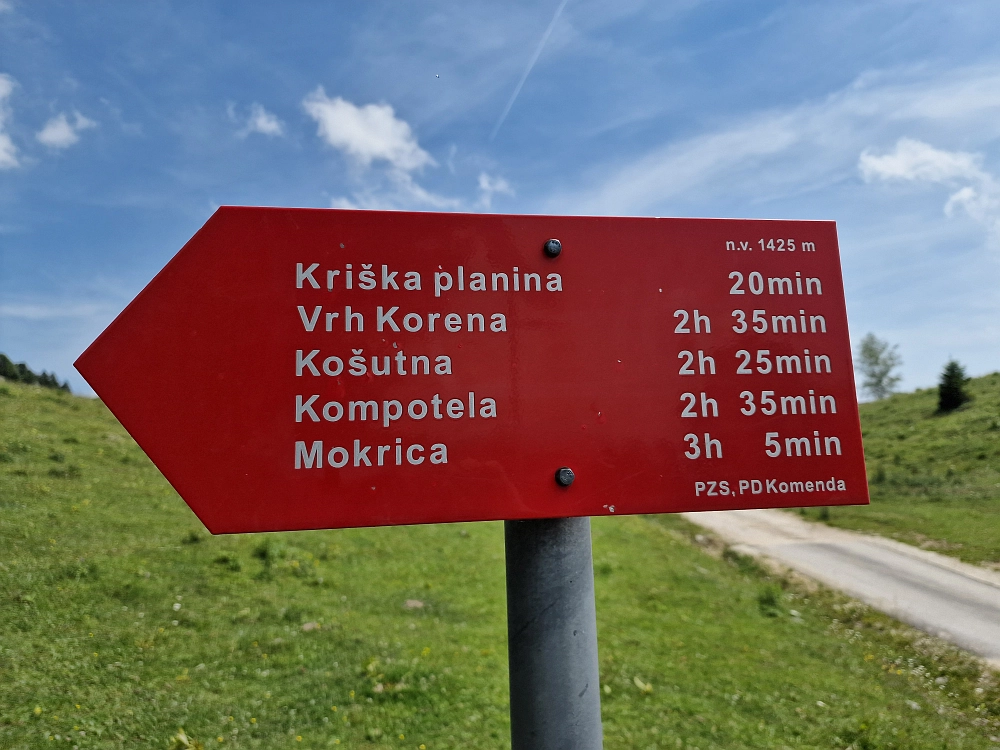 n.v. 1425 m
Kriška planina 20min
Vrh Korena 2h 35min
Košutna 2h 25min
Kompotela 2h 35min
Mokrica 3h 5min
PZS, PD Komenda